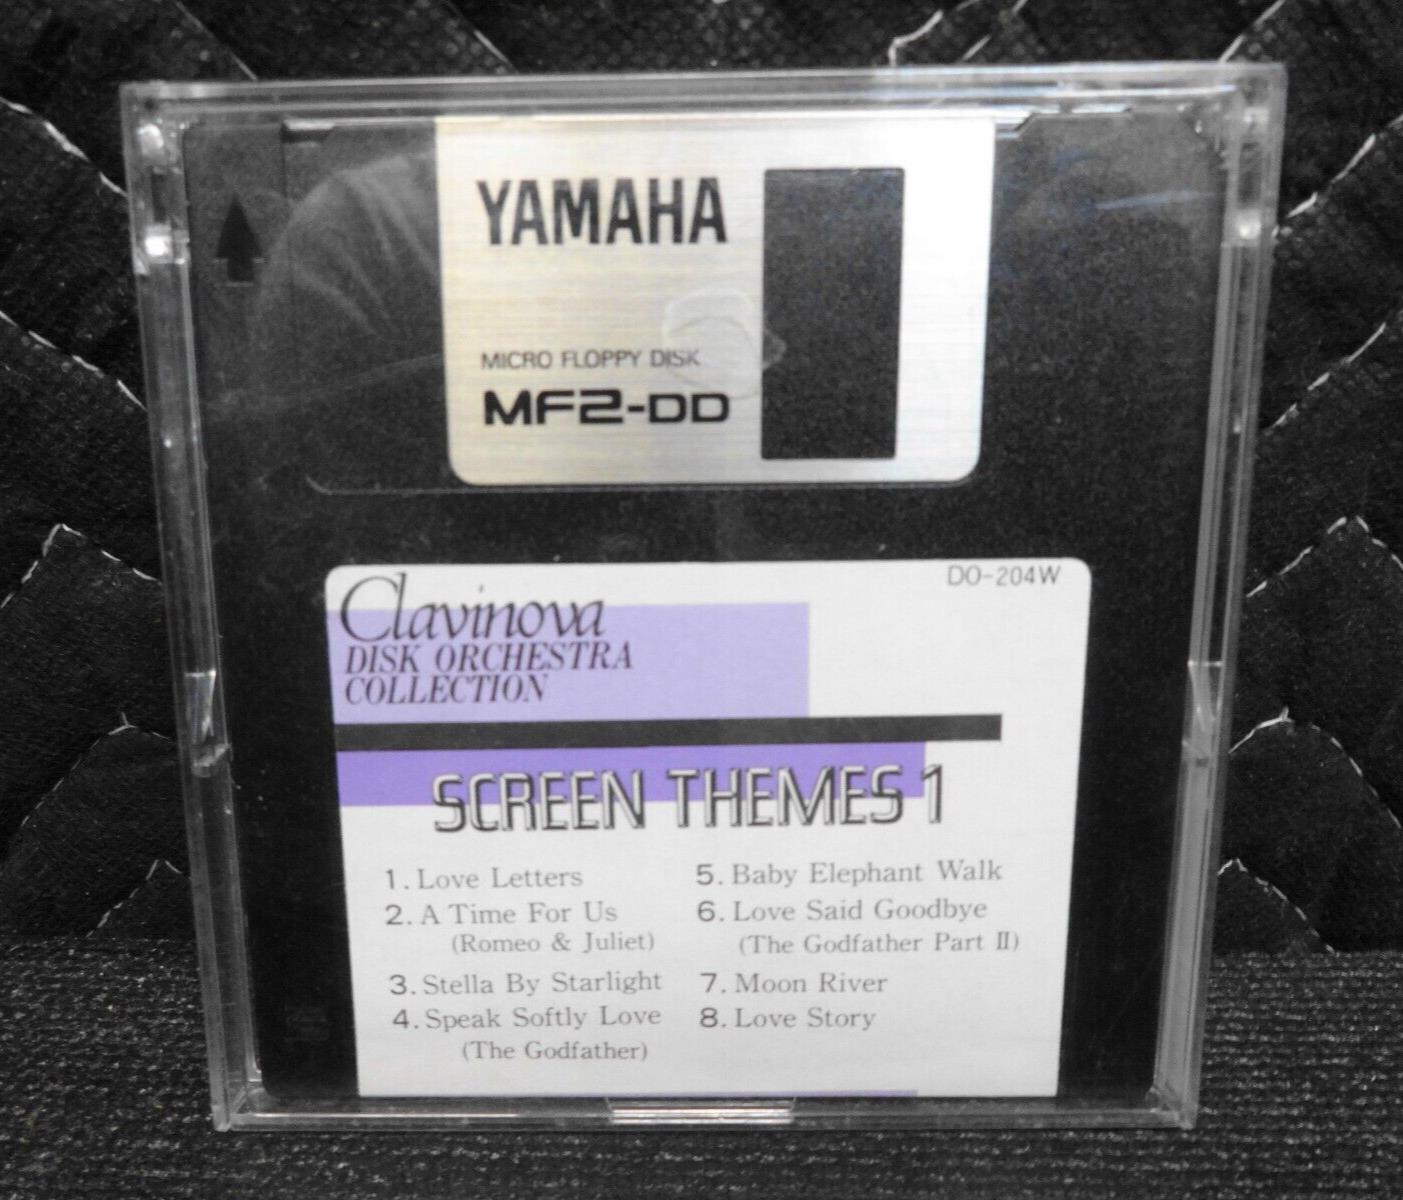 YAMAHA
MICRO FLOPPY DISK
MF2-DD
DO-204W
Clavinova
DISK ORCHESTRA
COLLECTION
SCREEN THEMES 1
1. Love Letters
2. A Time For Us
(Romeo & Juliet)
3. Stella By Starlight
4. Speak Softly Love
(The Godfather)
5. Baby Elephant Walk
6. Love Said Goodbye
(The Godfather Part II)
7. Moon River
8. Love Story